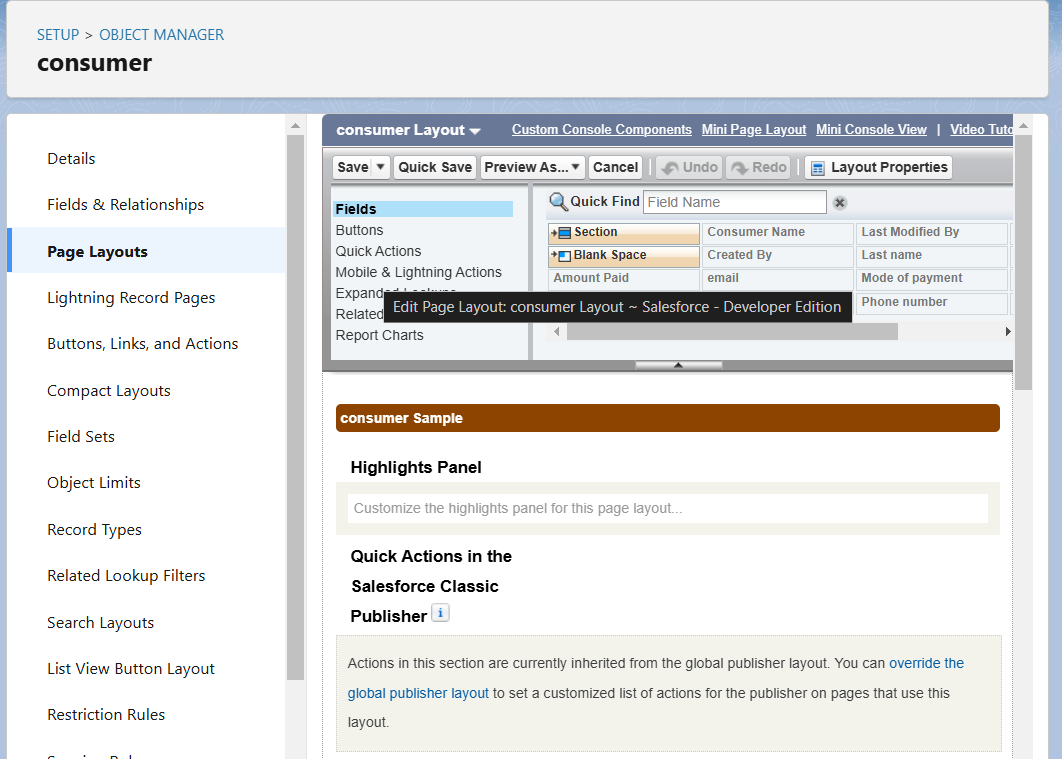 SETUP > OBJECT MANAGER
consumer
Details
Fields & Relationships
Page Layouts
Lightning Record Pages
Buttons, Links, and Actions
Compact Layouts
Field Sets
Object Limits
Record Types
Related Lookup Filters
Search Layouts
List View Button Layout
Restriction Rules
consumer Layout Custom Console Components Mini Page Layout Mini Console View | Video Tuto
Save Quick Save Preview As... Cancel Undo Redo Layout Properties
Fields
Buttons
Quick Actions
Mobile & Lightning Actions
Expanded Lookups
Related
Report Charts
Quick Find Field Name
Section Consumer Name Last Modified By
Blank Space Created By Last name
Amount Paid email Mode of payment
Phone number
Edit Page Layout: consumer Layout ~ Salesforce - Developer Edition
consumer Sample
Highlights Panel
Customize the highlights panel for this page layout...
Quick Actions in the
Salesforce Classic
Publisher i
Actions in this section are currently inherited from the global publisher layout. You can override the
global publisher layout to set a customized list of actions for the publisher on pages that use this
layout.